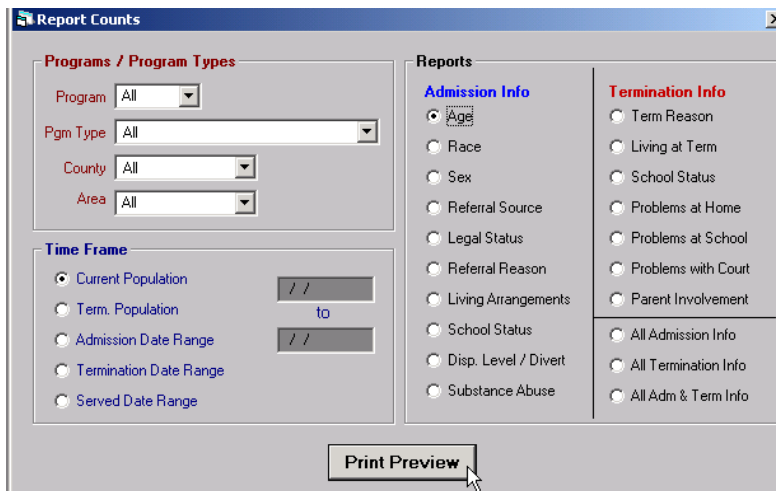 Report Counts
Programs / Program Types
Program All
Pgm Type All
County All
Area All
Time Frame
Current Population
Term. Population
Admission Date Range
Termination Date Range
Served Date Range
/ /
to
/ /
Reports
Admission Info
Age
Race
Sex
Referral Source
Legal Status
Referral Reason
Living Arrangements
School Status
Disp. Level / Divert
Substance Abuse
Termination Info
Term Reason
Living at Term
School Status
Problems at Home
Problems at School
Problems with Court
Parent Involvement
All Admission Info
All Termination Info
All Adm & Term Info
Print Preview